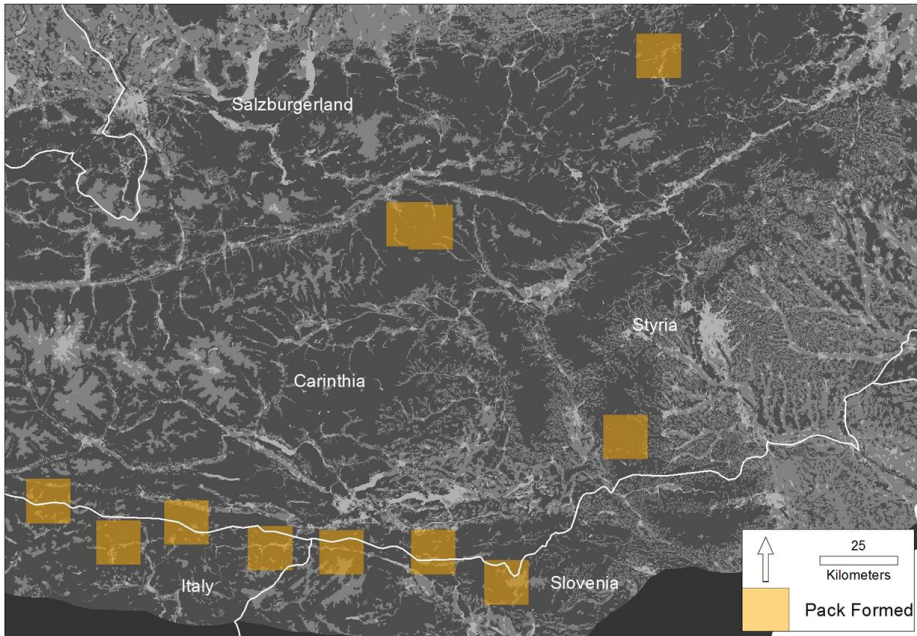 Salzburgerland
Styria
Carinthia
Italy
Slovenia
25
Kilometers
Pack Formed